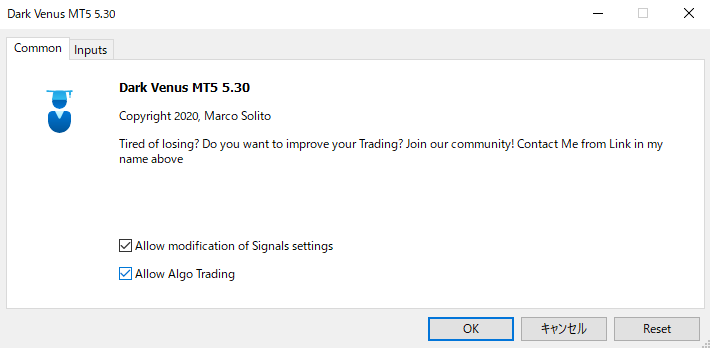 Dark Venus MT5 5.30
Common
Inputs
Dark Venus MT5 5.30
Copyright 2020, Marco Solito
Tired of losing? Do you want to improve your Trading? Join our community! Contact Me from Link in my
name above
Allow modification of Signals settings
Allow Algo Trading
OK
キャンセル
Reset